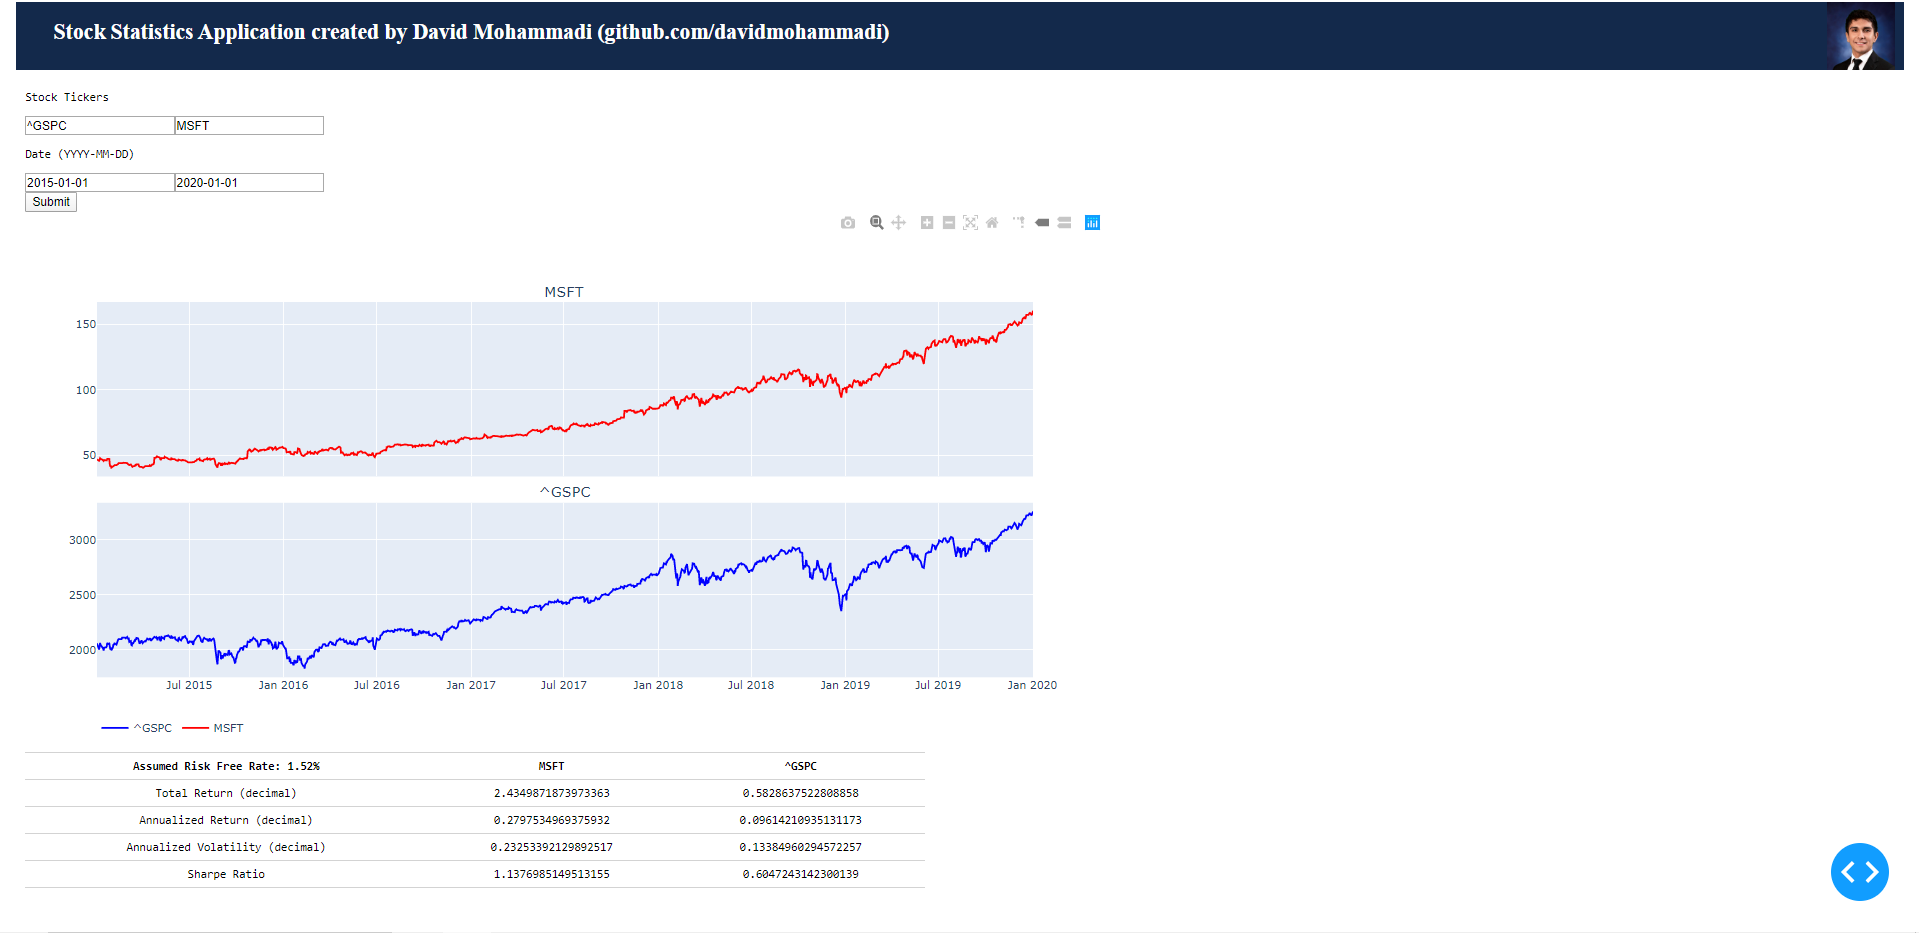 Stock Statistics Application created by David Mohammadi (github.com/davidmohammadi)
Stock Tickers
^GSPC MSFT
Date (YYYY-MM-DD)
2015-01-01 2020-01-01
Submit
MSFT
150
100
50
^GSPC
3000
2500
2000
Jul 2015 Jan 2016 Jul 2016 Jan 2017 Jul 2017 Jan 2018 Jul 2018 Jan 2019 Jul 2019 Jan 2020
^GSPC MSFT
Assumed Risk Free Rate: 1.52% MSFT ^GSPC
Total Return (decimal) 2.4349871873973363 0.5828637522808858
Annualized Return (decimal) 0.2797534969375932 0.09614210935131173
Annualized Volatility (decimal) 0.23253392129892517 0.13384960294572257
Sharpe Ratio 1.1376985149513155 0.6047243142300139